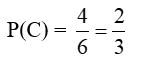 P(C) = 4/6 = 2/3